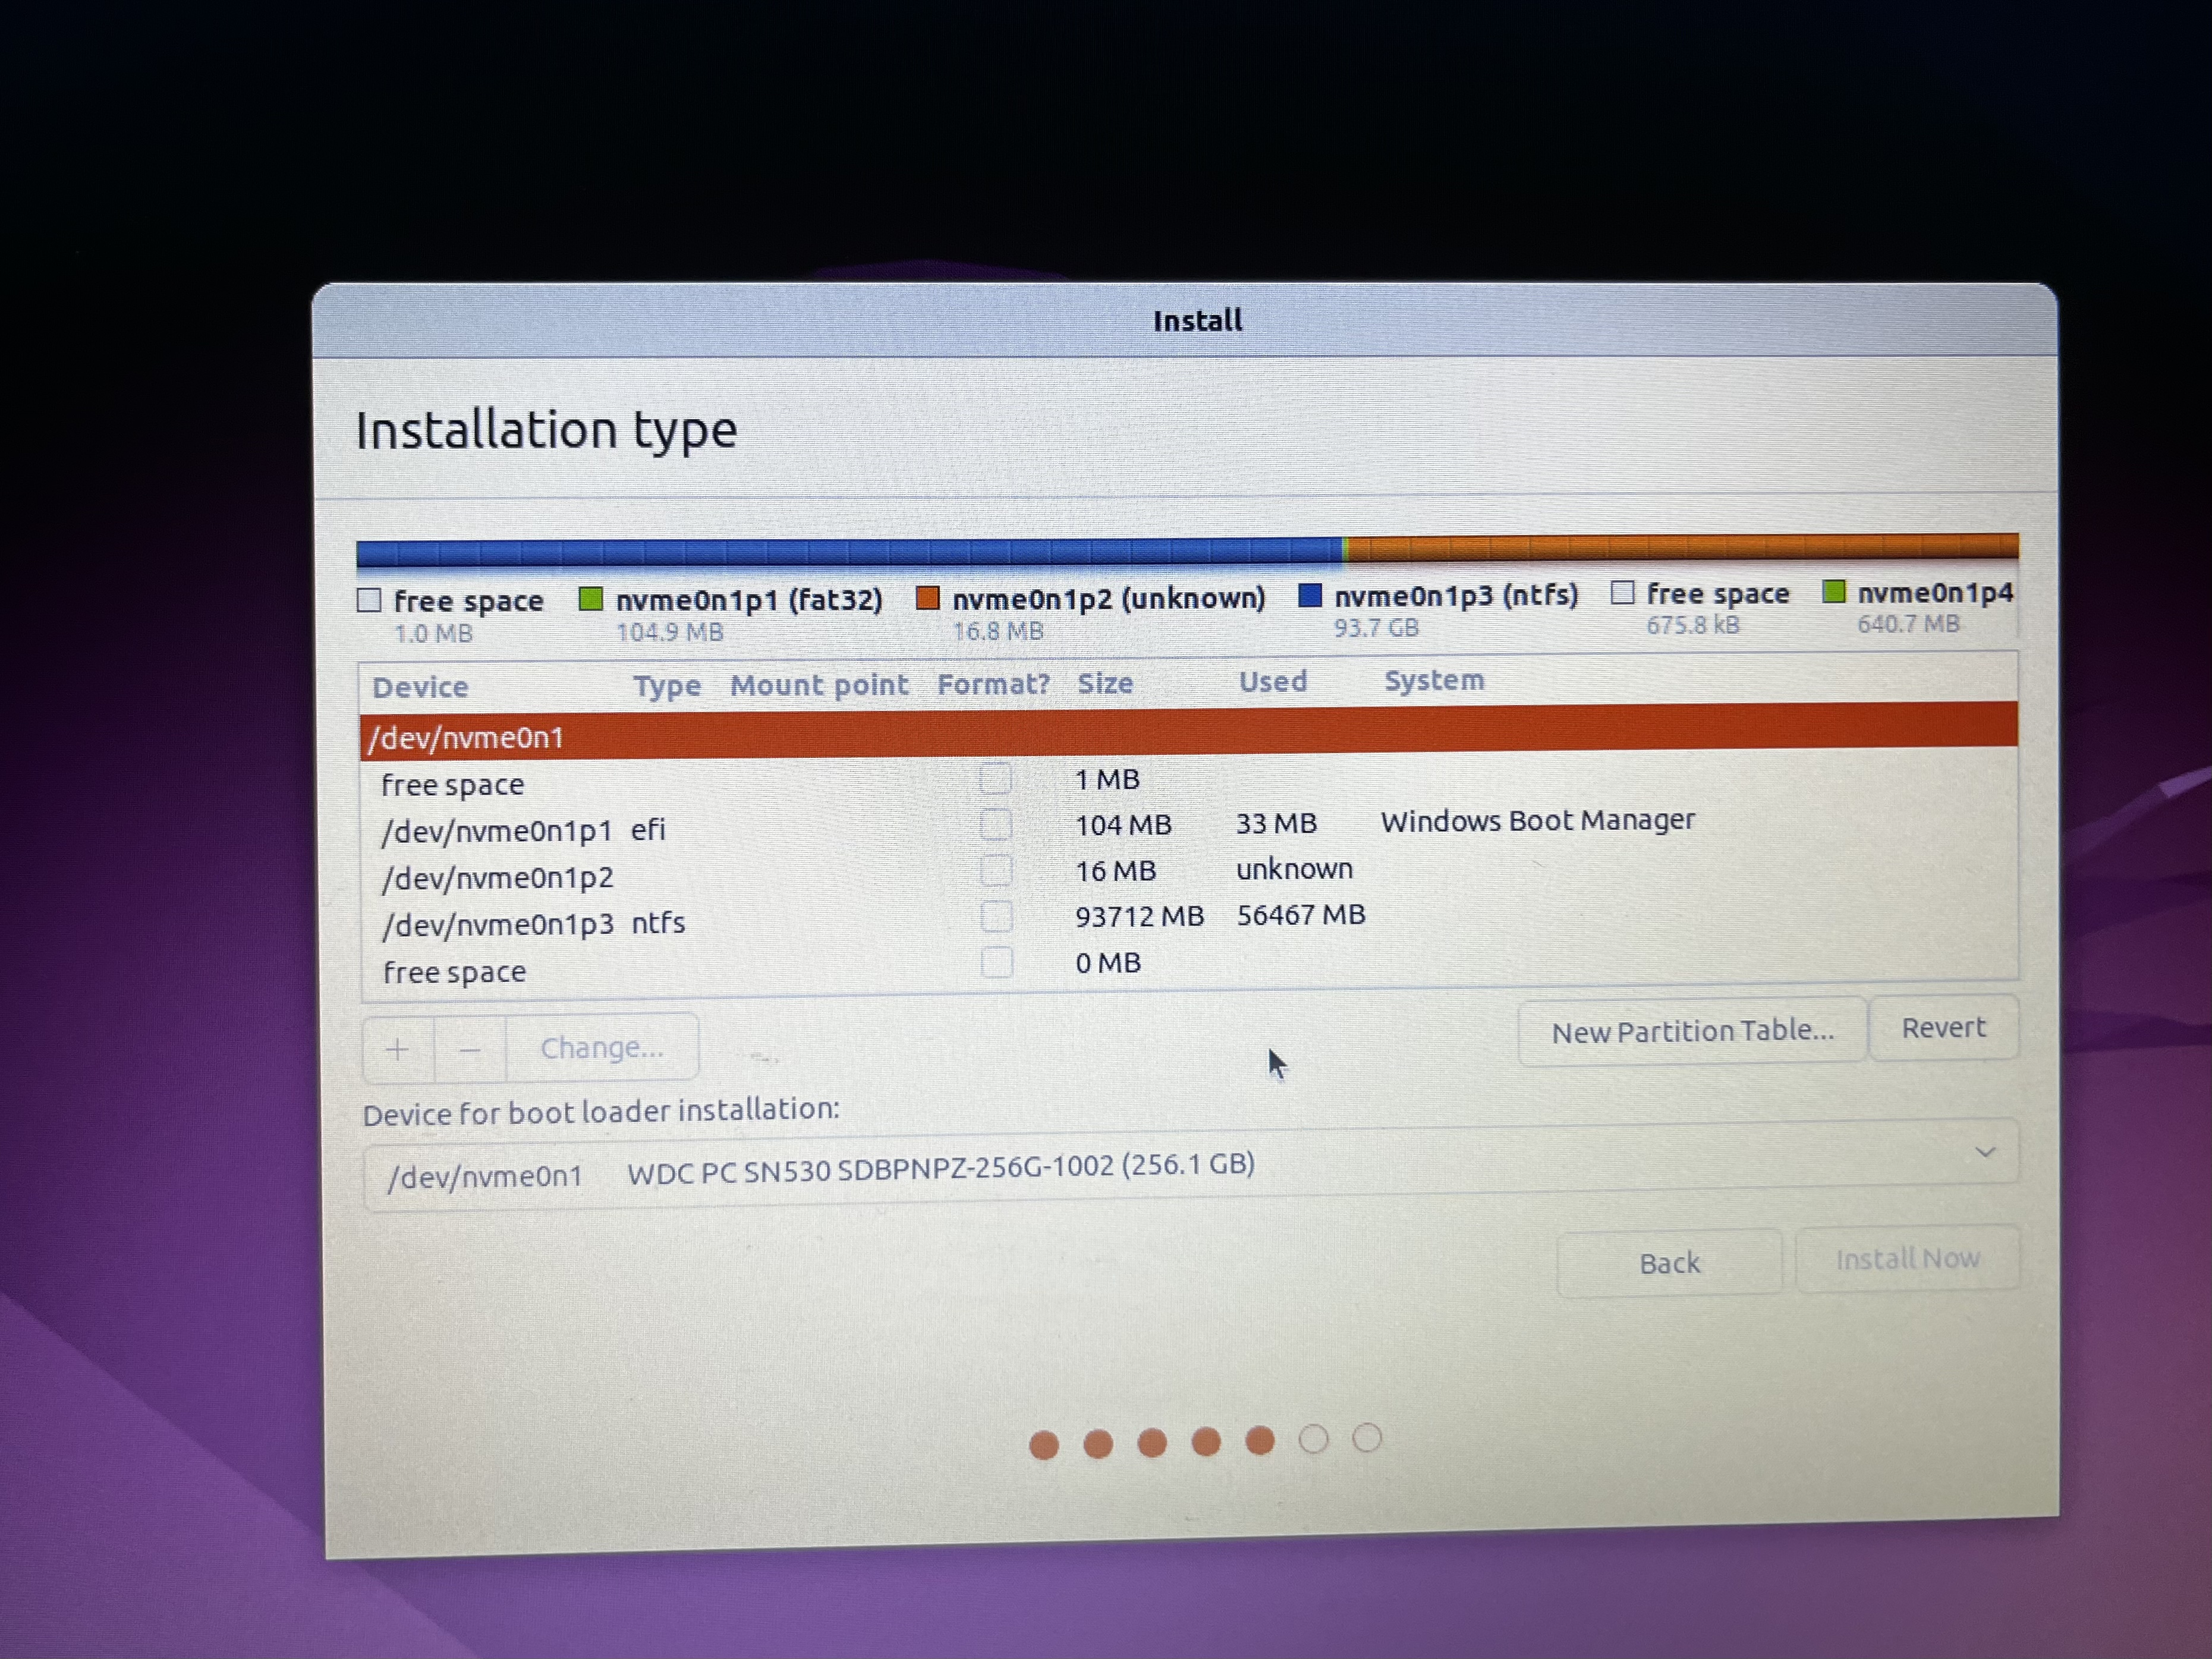 Install
Installation type
free space nvme0n1p1 (fat32) nvme0n1p2 (unknown) nvme0n1p3 (ntfs) free space nvme0n1p4
1.0 MB 104.9 MB 16.8 MB 93.7 GB 675.8 kB 640.7 MB
Device Type Mount point Format? Size Used System
/dev/nvme0n1
free space 1 MB
/dev/nvme0n1p1 efi 104 MB 33 MB Windows Boot Manager
/dev/nvme0n1p2 16 MB unknown
/dev/nvme0n1p3 ntfs 93712 MB 56467 MB
free space 0 MB
+ − Change... New Partition Table... Revert
Device for boot loader installation:
/dev/nvme0n1 WDC PC SN530 SDBPNPZ-256G-1002 (256.1 GB)
Back Install Now